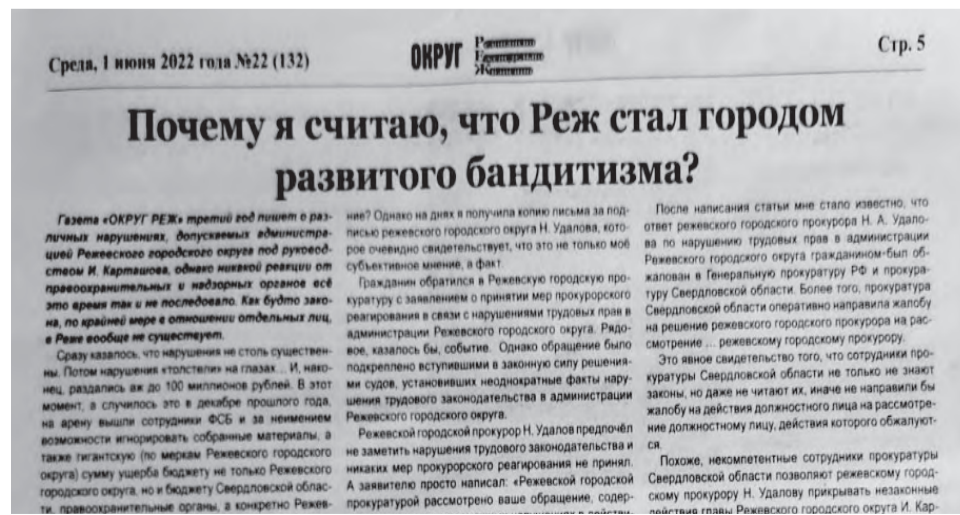 Среда, 1 июня 2022 года №22 (132)
ОКРУГ
Стр. 5
Почему я считаю, что Реж стал городом
развитого бандитизма?
Газета «ОКРУГ РЕЖ» третий год пишет о раз-
личных нарушениях, допускаемых администра-
цией Режевского городского округа под руковод-
ством И. Карташова, однако никакой реакции от
правоохранительных и надзорных органов всё
это время так и не последовало. Как будто зако-
на, по крайней мере в отношении отдельных лиц,
в Реже вообще не существует.
Сразу казалось, что нарушения не столь существен-
ны. Потом нарушения «толстели» на глазах... И, нако-
нец, раздались аж до 100 миллионов рублей. В этот
момент, а случилось это в декабре прошлого года,
на арену вышли сотрудники ФСБ и за неимением
возможности игнорировать собранные материалы, а
также гигантскую (по меркам Режевского городского
округа) сумму ущерба бюджету не только Режевского
городского округа, но и бюджету Свердловской облас-
ти, правоохранительные органы, а конкретно Режев-
ние? Однако на днях я получила копию письма за под-
писью режевского городского округа Н. Удалова, кото-
рое очевидно свидетельствует, что это не только моё
субъективное мнение, а факт.
Гражданин обратился в Режевскую городскую про-
куратуру с заявлением о принятии мер прокурорского
реагирования в связи с нарушениями трудовых прав в
администрации Режевского городского округа. Рядо-
вое, казалось бы, событие. Однако обращение было
подкреплено вступившими в законную силу решения-
ми судов, установивших неоднократные факты нару-
шения трудового законодательства в администрации
Режевского городского округа.
Режевской городской прокурор Н. Удалов предпочёл
не заметить нарушения трудового законодательства и
никаких мер прокурорского реагирования не принял.
А заявителю просто написал: «Режевской городской
прокуратурой рассмотрено ваше обращение, содер-
После написания статьи мне стало известно, что
ответ режевского городского прокурора Н. А. Удало-
ва по нарушению трудовых прав в администрации
Режевского городского округа гражданином был об-
жалован в Генеральную прокуратуру РФ и прокура-
туру Свердловской области. Более того, прокуратура
Свердловской области оперативно направила жалобу
на решение режевского городского прокурора на рас-
смотрение ... режевскому городскому прокурору.
Это явное свидетельство того, что сотрудники про-
куратуры Свердловской области не только не знают
законы, но даже не читают их, иначе не направили бы
жалобу на действия должностного лица на рассмотре-
ние должностному лицу, действия которого обжалуют-
ся.
Похоже, некомпетентные сотрудники прокуратуры
Свердловской области позволяют режевскому город-
скому прокурору Н. Удалову прикрывать незаконные
действия главы Режевского городского округа И. Кар-